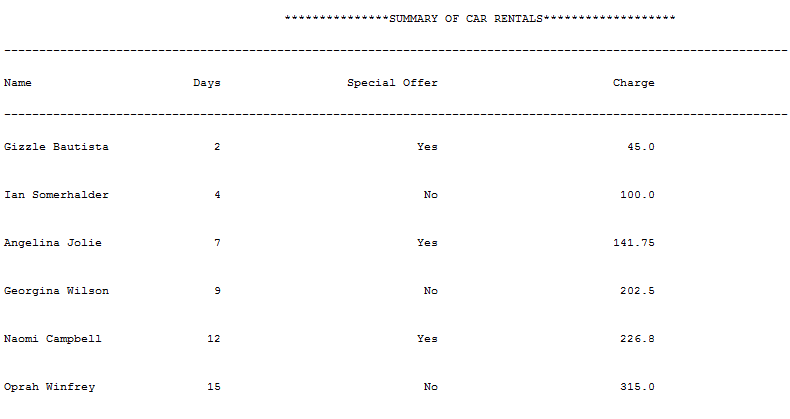 ***************SUMMARY OF CAR RENTALS*******************
----------------------------------------------------------------------------------------------------------------
Name Days Special Offer Charge
----------------------------------------------------------------------------------------------------------------
Gizzle Bautista 2 Yes 45.0
Ian Somerhalder 4 No 100.0
Angelina Jolie 7 Yes 141.75
Georgina Wilson 9 No 202.5
Naomi Campbell 12 Yes 226.8
Oprah Winfrey 15 No 315.0